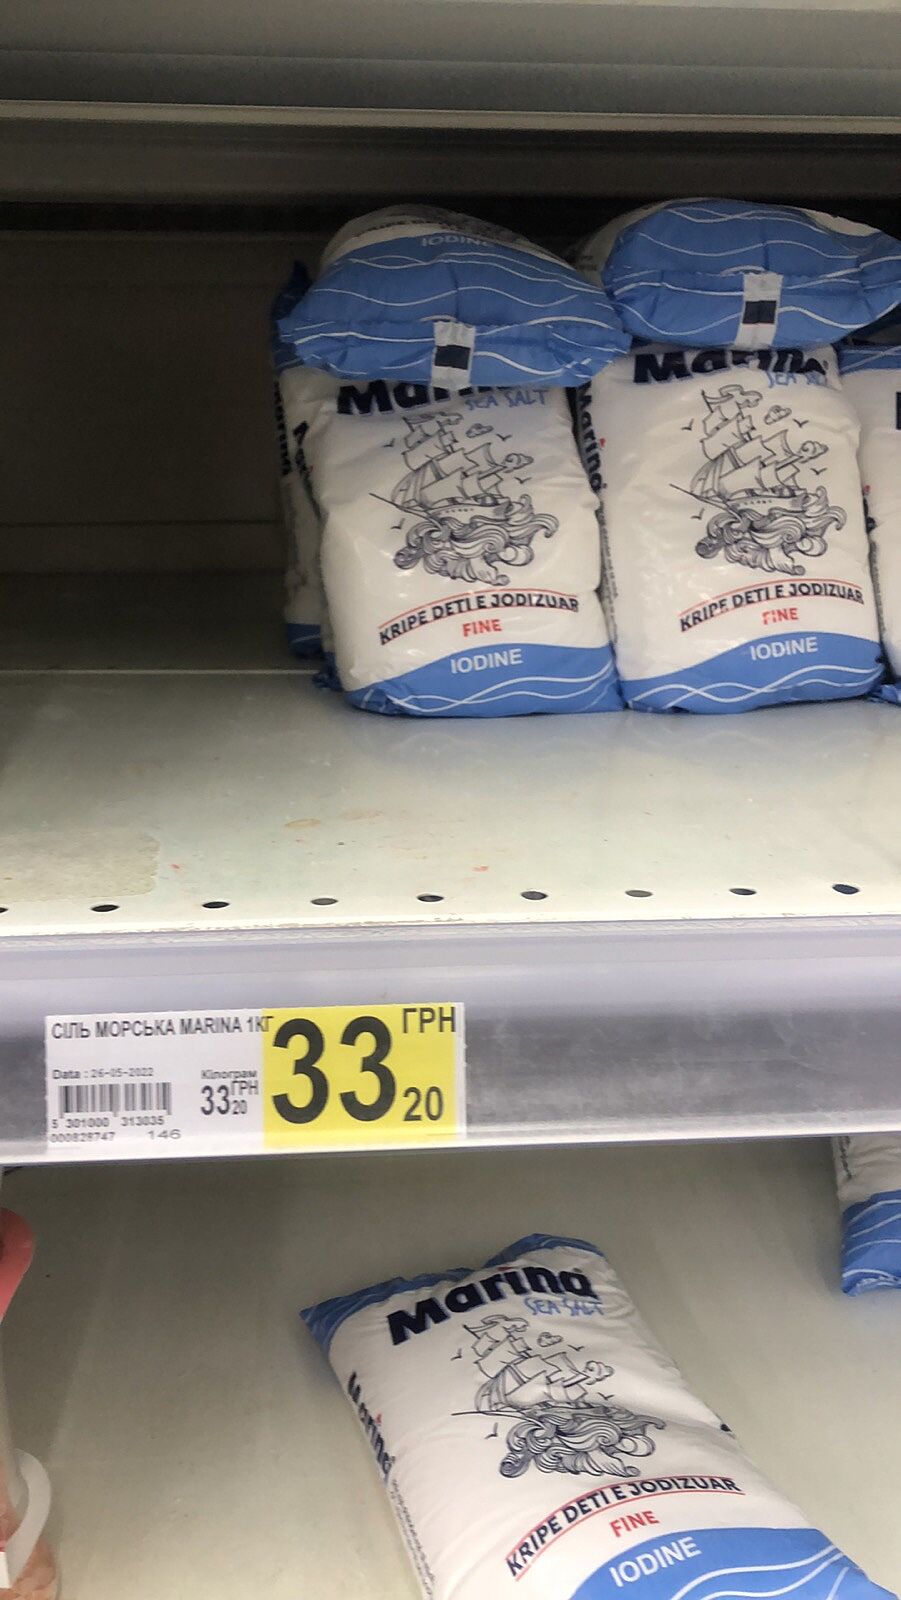 IODINE
Marina
SEA SALT
KRIPE DETI E JODIZUAR
FINE
IODINE
Marina
Marina
SEA SALT
KRIPE DETI E JODIZUAR
FINE
IODINE
СІЛЬ МОРСЬКА MARINA 1КГ
Data : 26-05-2022
Кілограм
33 ГРН 20
5 301000 313035
000828747 146
33 ГРН 20
Marina
SEA SALT
Marina
KRIPE DETI E JODIZUAR
FINE
IODINE